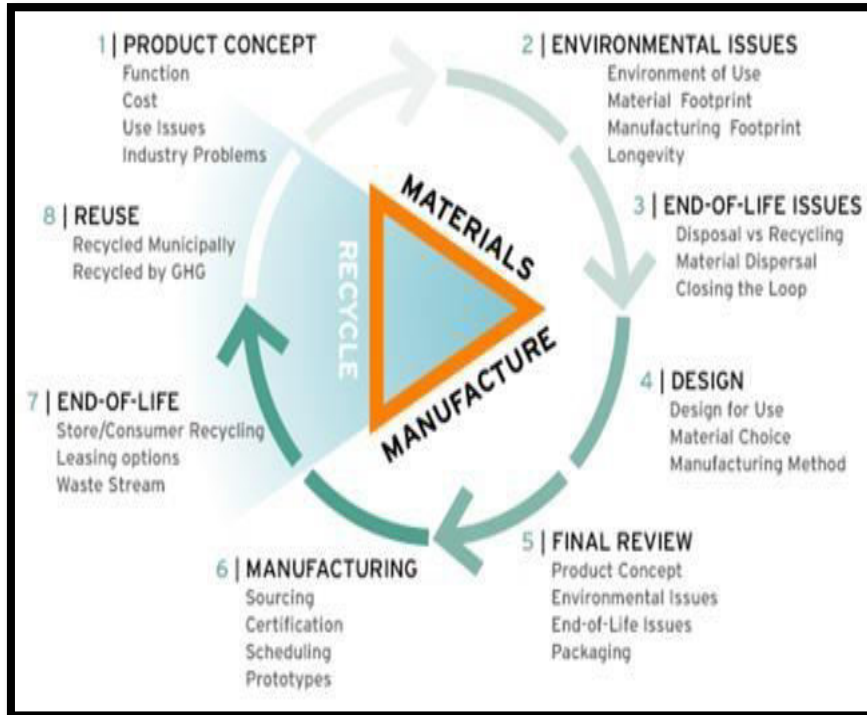 1 | PRODUCT CONCEPT
Function
Cost
Use Issues
Industry Problems
2 | ENVIRONMENTAL ISSUES
Environment of Use
Material Footprint
Manufacturing Footprint
Longevity
3 | END-OF-LIFE ISSUES
Disposal vs Recycling
Material Dispersal
Closing the Loop
4 | DESIGN
Design for Use
Material Choice
Manufacturing Method
5 | FINAL REVIEW
Product Concept
Environmental Issues
End-of-Life Issues
Packaging
6 | MANUFACTURING
Sourcing
Certification
Scheduling
Prototypes
7 | END-OF-LIFE
Store/Consumer Recycling
Leasing options
Waste Stream
8 | REUSE
Recycled Municipally
Recycled by GHG
MATERIALS
MANUFACTURE
RECYCLE